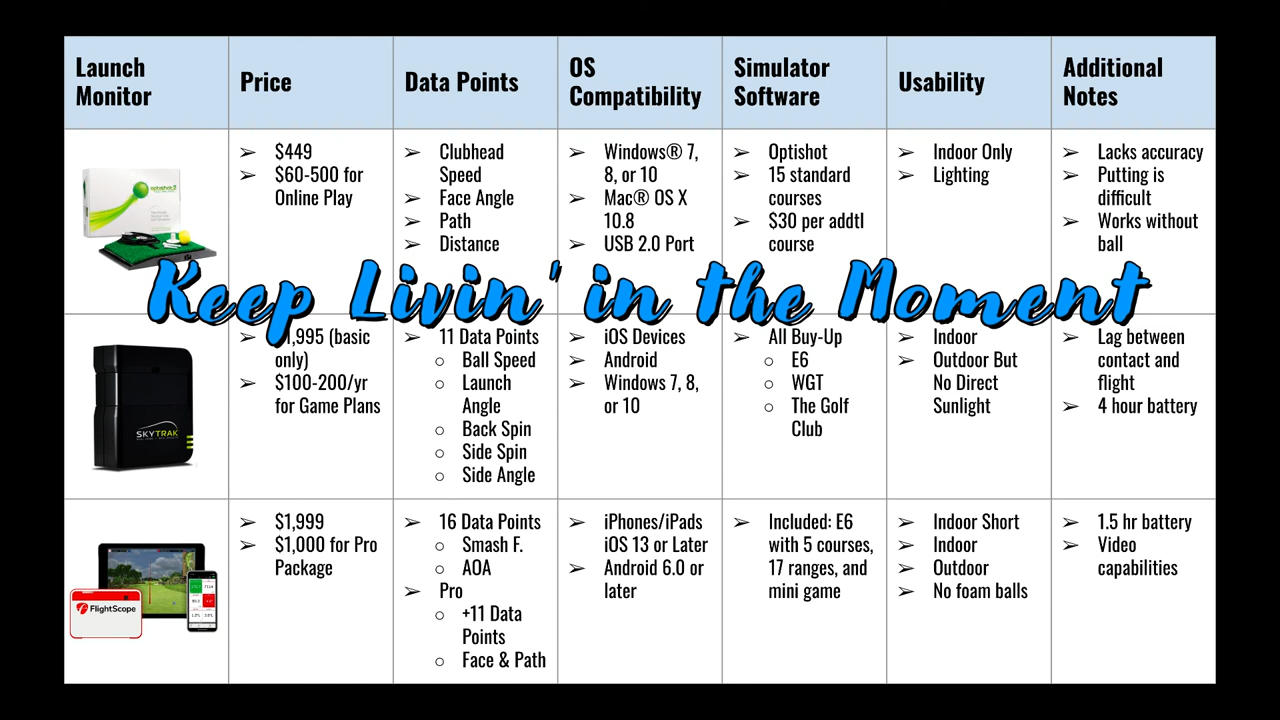 Launch
Monitor
Price
Data Points
OS
Compatibility
Simulator
Software
Usability
Additional
Notes
optishot2
➢ $449
➢ $60-500 for
Online Play
➢ Clubhead
Speed
➢ Face Angle
➢ Path
➢ Distance
➢ Windows® 7,
8, or 10
➢ Mac® OS X
10.8
➢ USB 2.0 Port
➢ Optishot
➢ 15 standard
courses
➢ $30 per addtl
course
➢ Indoor Only
➢ Lighting
➢ Lacks accuracy
➢ Putting is
difficult
➢ Works without
ball
Keep Livin' in the Moment
SKYTRAK
,995 (basic
only)
➢ $100-200/yr
for Game Plans
➢ 11 Data Points
○ Ball Speed
○ Launch
Angle
○ Back Spin
○ Side Spin
○ Side Angle
➢ iOS Devices
➢ Android
➢ Windows 7, 8,
or 10
➢ All Buy-Up
○ E6
○ WGT
○ The Golf
Club
➢ Indoor
➢ Outdoor But
No Direct
Sunlight
➢ Lag between
contact and
flight
➢ 4 hour battery
FlightScope
➢ $1,999
➢ $1,000 for Pro
Package
➢ 16 Data Points
○ Smash F.
○ AOA
➢ Pro
○ +11 Data
Points
○ Face & Path
➢ iPhones/iPads
iOS 13 or Later
➢ Android 6.0 or
later
➢ Included: E6
with 5 courses,
17 ranges, and
mini game
➢ Indoor Short
➢ Indoor
➢ Outdoor
➢ No foam balls
➢ 1.5 hr battery
➢ Video
capabilities